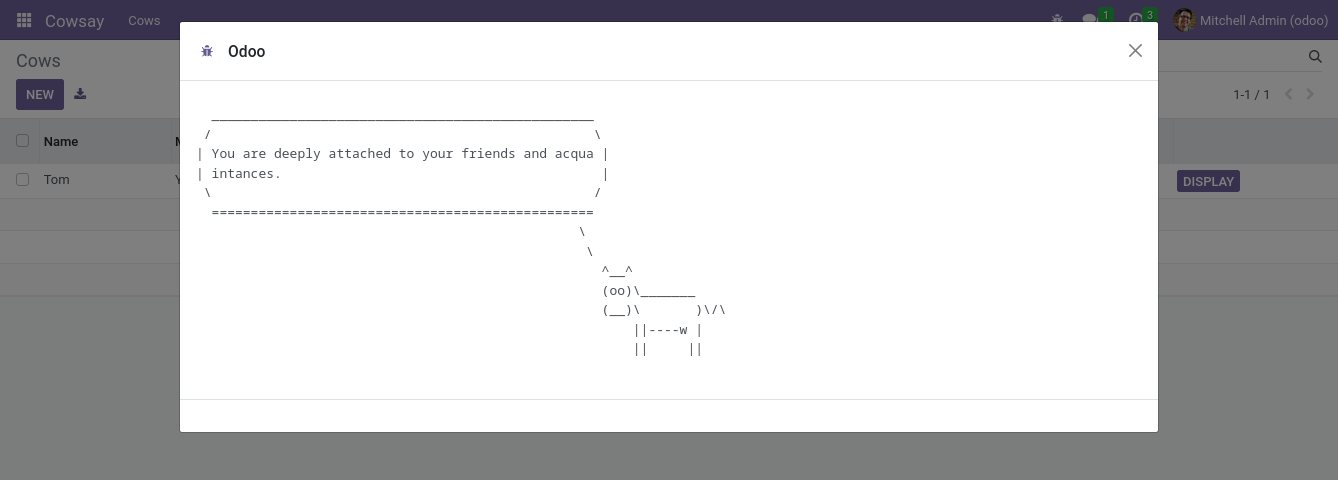 Cowsay Cows 1 3 Mitchell Admin (odoo)
Odoo
Cows
NEW 1-1 / 1
Name
Tom DISPLAY
 _________________________________________________
/                                                 \
| You are deeply attached to your friends and acqua |
| intances.                                         |
\                                                 /
 =================================================
                                                \
                                                 \
                                                   ^__^
                                                   (oo)\_______
                                                   (__)\       )\/\
                                                       ||----w |
                                                       ||     ||